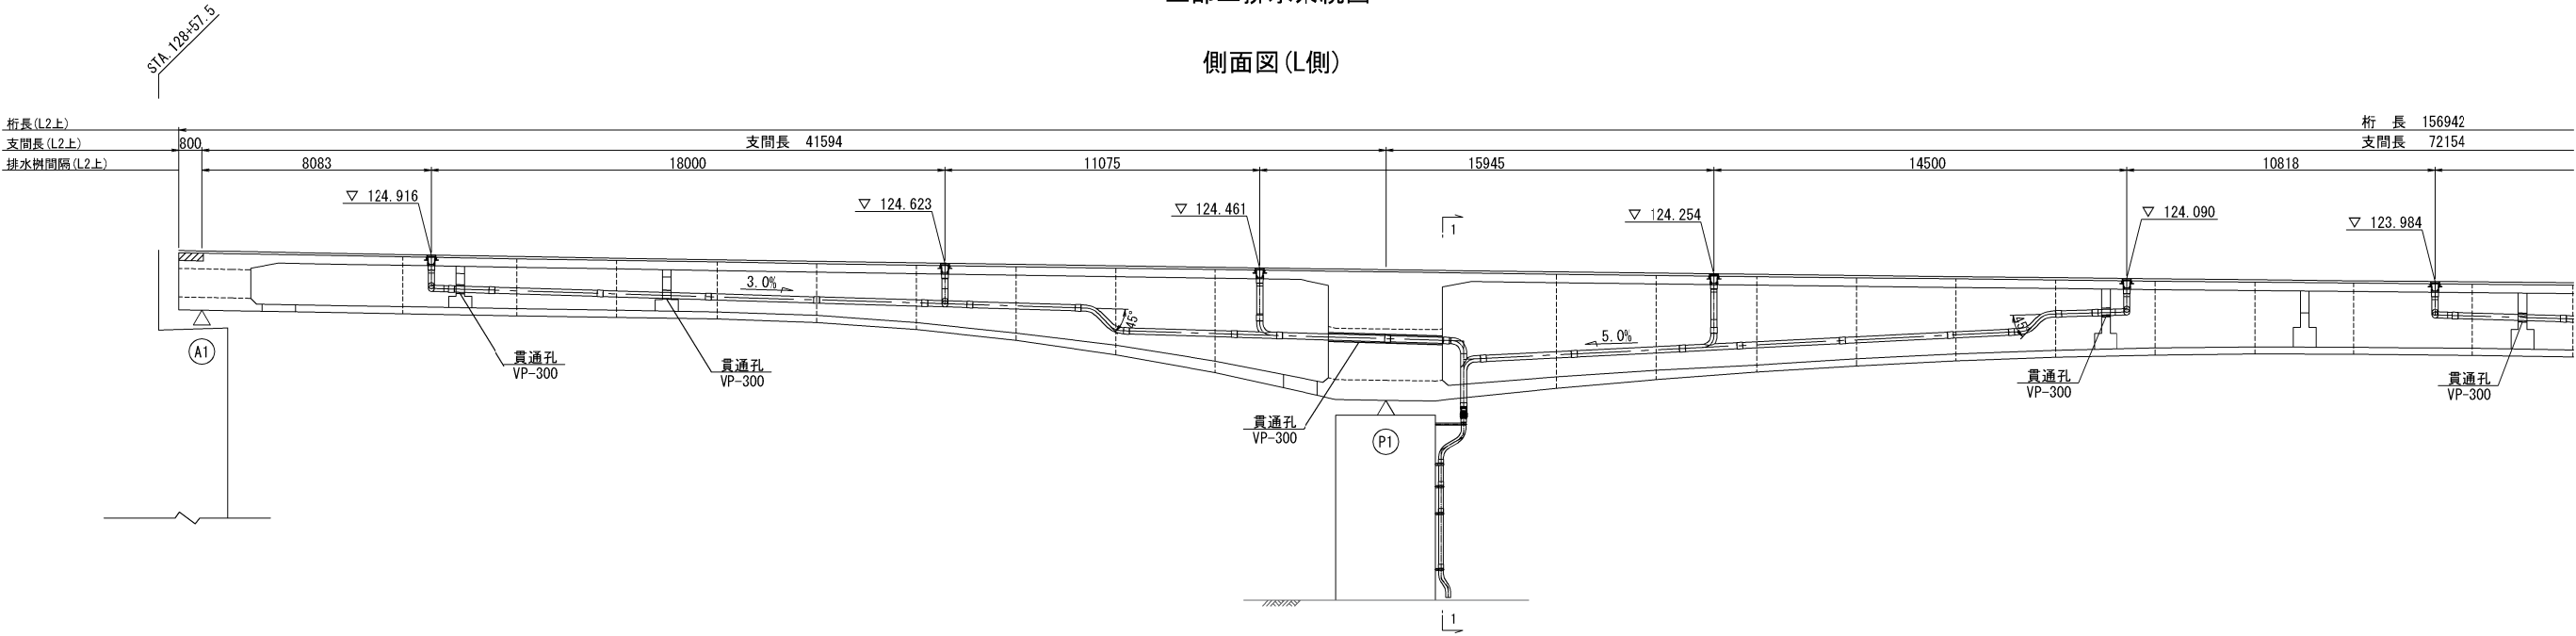 STA.128+57.5
側面図(L側)
桁長(L2上)
桁 長 156942
支間長(L2上)
800
支間長 41594
支間長 72154
排水桝間隔(L2上)
8083
18000
11075
15945
14500
10818
▽ 124.916
▽ 124.623
▽ 124.461
▽ 124.254
▽ 124.090
▽ 123.984
1
3.0%
45°
5.0%
45°
A1
貫通孔
VP-300
貫通孔
VP-300
貫通孔
VP-300
P1
貫通孔
VP-300
貫通孔
VP-300
1